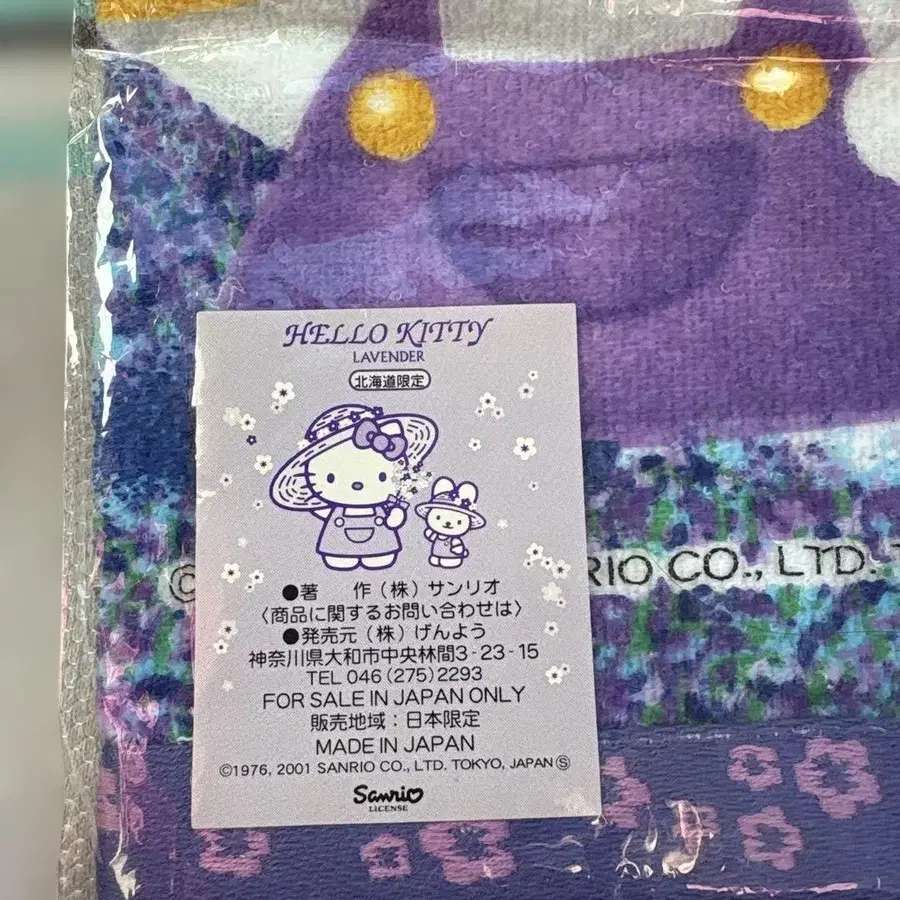 HELLO KITTY
LAVENDER
北海道限定
●著　作（株）サンリオ
〈商品に関するお問い合わせは〉
●発売元（株）げんよう
神奈川県大和市中央林間3-23-15
TEL 046(275)2293
FOR SALE IN JAPAN ONLY
販売地域：日本限定
MADE IN JAPAN
©1976, 2001 SANRIO CO., LTD. TOKYO, JAPAN Ⓢ
Sanrio
LICENSE
© RIO CO., LTD.